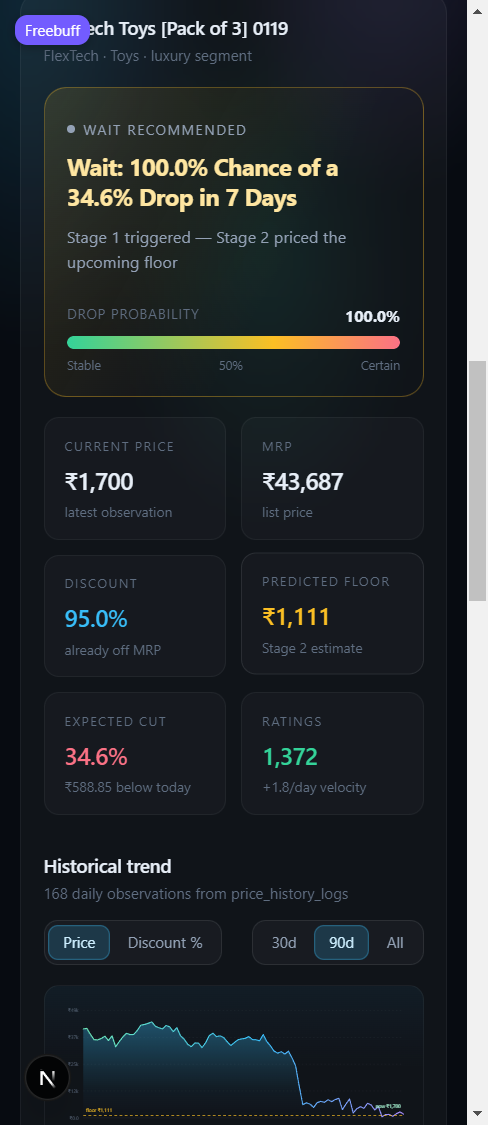 Freebuff
ech Toys [Pack of 3] 0119
FlexTech · Toys · luxury segment
WAIT RECOMMENDED
Wait: 100.0% Chance of a
34.6% Drop in 7 Days
Stage 1 triggered — Stage 2 priced the
upcoming floor
DROP PROBABILITY 100.0%
Stable 50% Certain
CURRENT PRICE
₹1,700
latest observation
MRP
₹43,687
list price
DISCOUNT
95.0%
already off MRP
PREDICTED FLOOR
₹1,111
Stage 2 estimate
EXPECTED CUT
34.6%
₹588.85 below today
RATINGS
1,372
+1.8/day velocity
Historical trend
168 daily observations from price_history_logs
Price Discount % 30d 90d All
floor ₹1,111
now ₹1,700
₹0.0
N